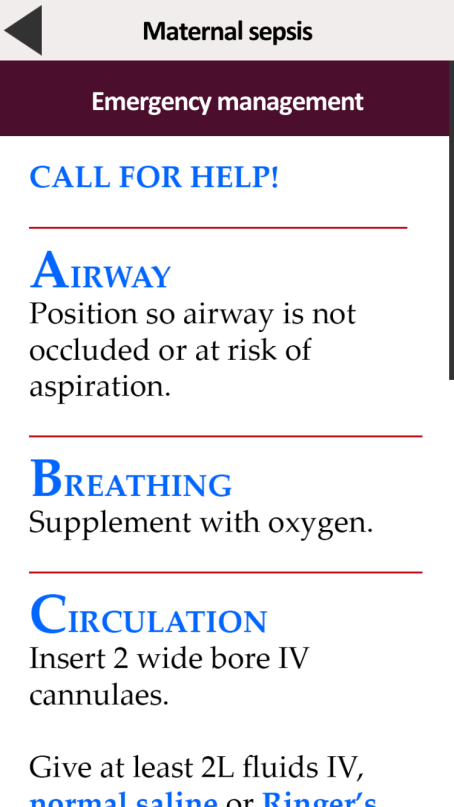 Maternal sepsis
Emergency management
CALL FOR HELP!
AIRWAY
Position so airway is not
occluded or at risk of
aspiration.
BREATHING
Supplement with oxygen.
CIRCULATION
Insert 2 wide bore IV
cannulaes.
Give at least 2L fluids IV,
normal saline or Ringer's